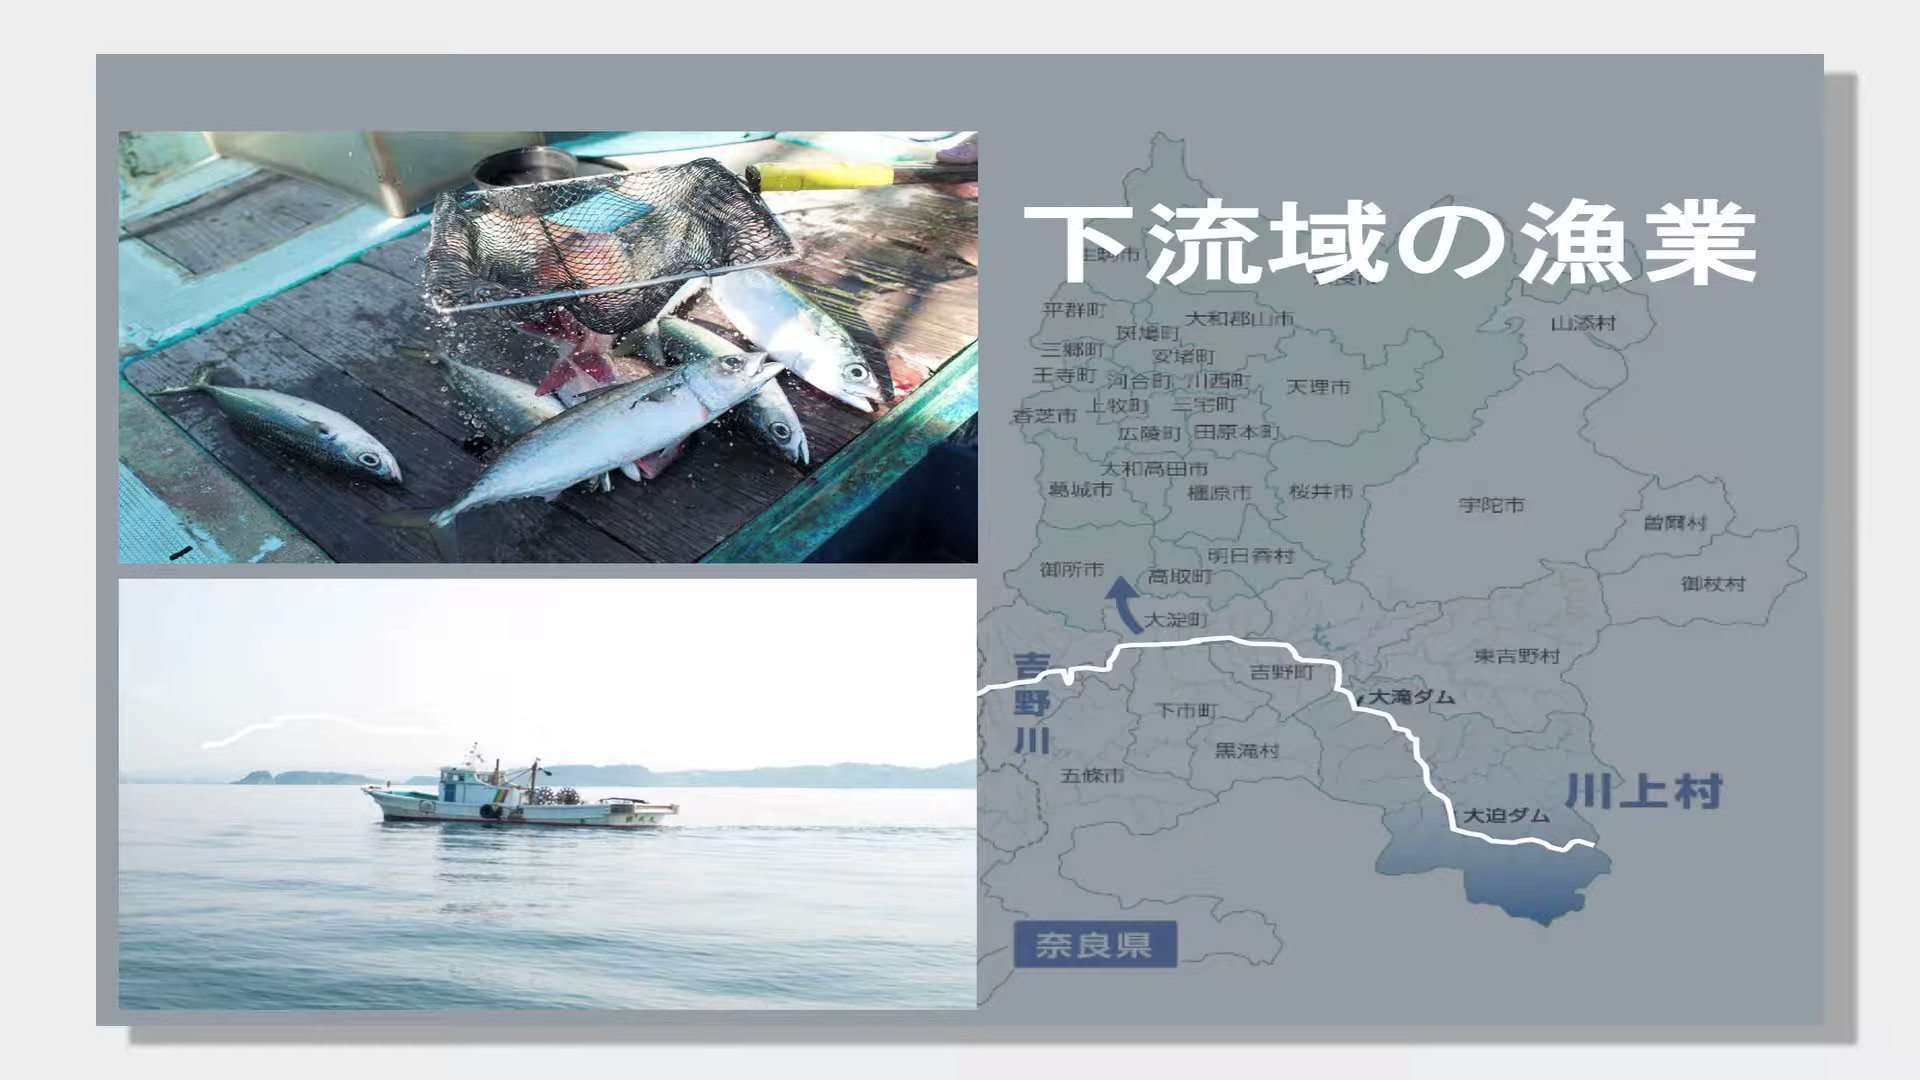 下流域の漁業
生駒市
奈良市
平群町
大和郡山市
山添村
斑鳩町
三郷町
安堵町
王寺町
河合町
川西町
天理市
香芝市
上牧町
三宅町
広陵町
田原本町
大和高田市
葛城市
橿原市
桜井市
宇陀市
曽爾村
御所市
明日香村
高取町
御杖村
大淀町
吉野川
吉野町
東吉野村
大滝ダム
下市町
黒滝村
五條市
川上村
大迫ダム
奈良県